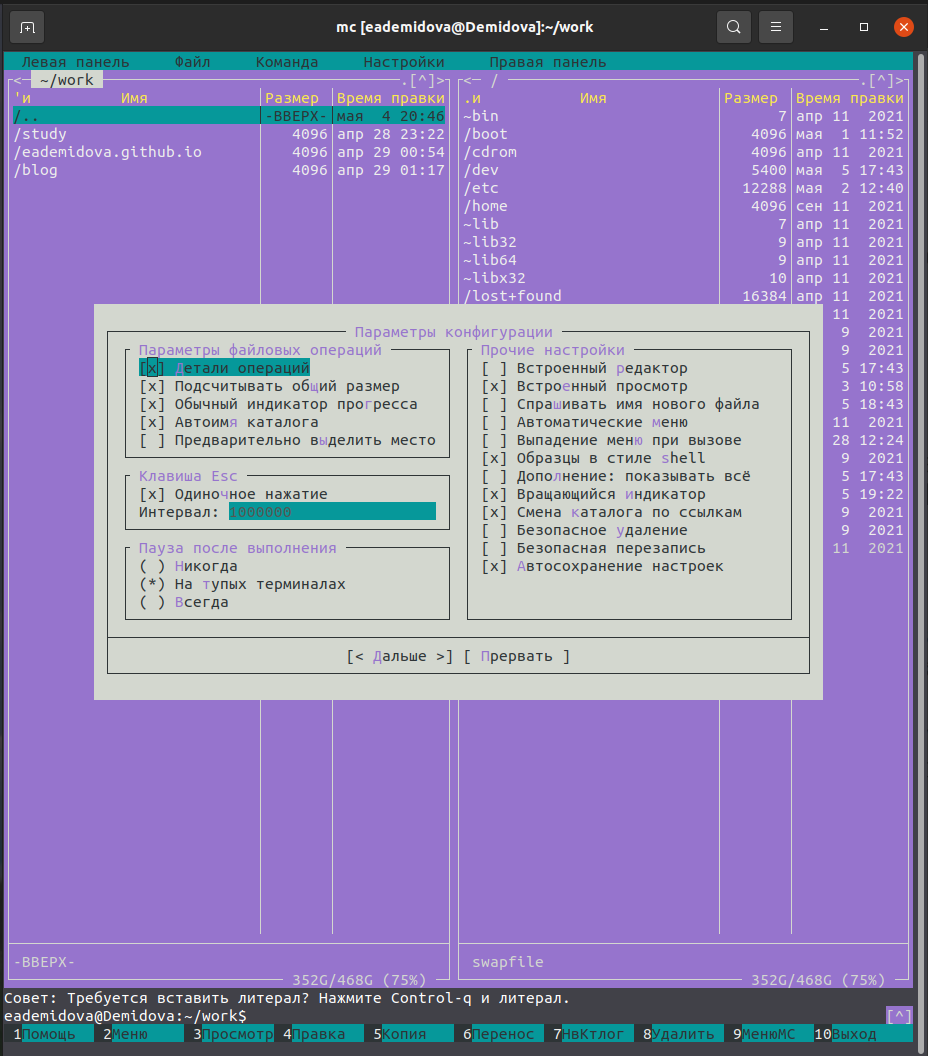 mc [eademidova@Demidova]:~/work
Левая панель Файл Команда Настройки Правая панель
<─ ~/work .[^]> <─ / .[^]>
'и Имя Размер Время правки .и Имя Размер Время правки
/.. -ВВЕРХ- мая 4 20:46 ~bin 7 апр 11 2021
/study 4096 апр 28 23:22 /boot 4096 мая 1 11:52
/eademidova.github.io 4096 апр 29 00:54 /cdrom 4096 апр 11 2021
/blog 4096 апр 29 01:17 /dev 5400 мая 5 17:43
/etc 12288 мая 2 12:40
/home 4096 сен 11 2021
~lib 7 апр 11 2021
~lib32 9 апр 11 2021
~lib64 9 апр 11 2021
~libx32 10 апр 11 2021
/lost+found 16384 апр 11 2021
11 2021
Параметры конфигурации 9 2021
Параметры файловых операций Прочие настройки 9 2021
[x] Детали операций [ ] Встроенный редактор 5 17:43
[x] Подсчитывать общий размер [x] Встроенный просмотр 3 10:58
[x] Обычный индикатор прогресса [ ] Спрашивать имя нового файла 5 18:43
[x] Автоимя каталога [ ] Автоматические меню 11 2021
[ ] Предварительно выделить место [ ] Выпадение меню при вызове 28 12:24
[x] Образцы в стиле shell 9 2021
Клавиша Esc [ ] Дополнение: показывать всё 5 17:43
[x] Одиночное нажатие [x] Вращающийся индикатор 5 19:22
Интервал: 1000000 [x] Смена каталога по ссылкам 9 2021
[ ] Безопасное удаление 9 2021
Пауза после выполнения [ ] Безопасная перезапись 11 2021
( ) Никогда [x] Автосохранение настроек
(*) На тупых терминалах
( ) Всегда
[< Дальше >] [ Прервать ]
-ВВЕРХ- swapfile
352G/468G (75%) 352G/468G (75%)
Совет: Требуется вставить литерал? Нажмите Control-q и литерал.
eademidova@Demidova:~/work$ [^]
1Помощь 2Меню 3Просмотр 4Правка 5Копия 6Перенос 7НвКтлог 8Удалить 9МенюMC 10Выход